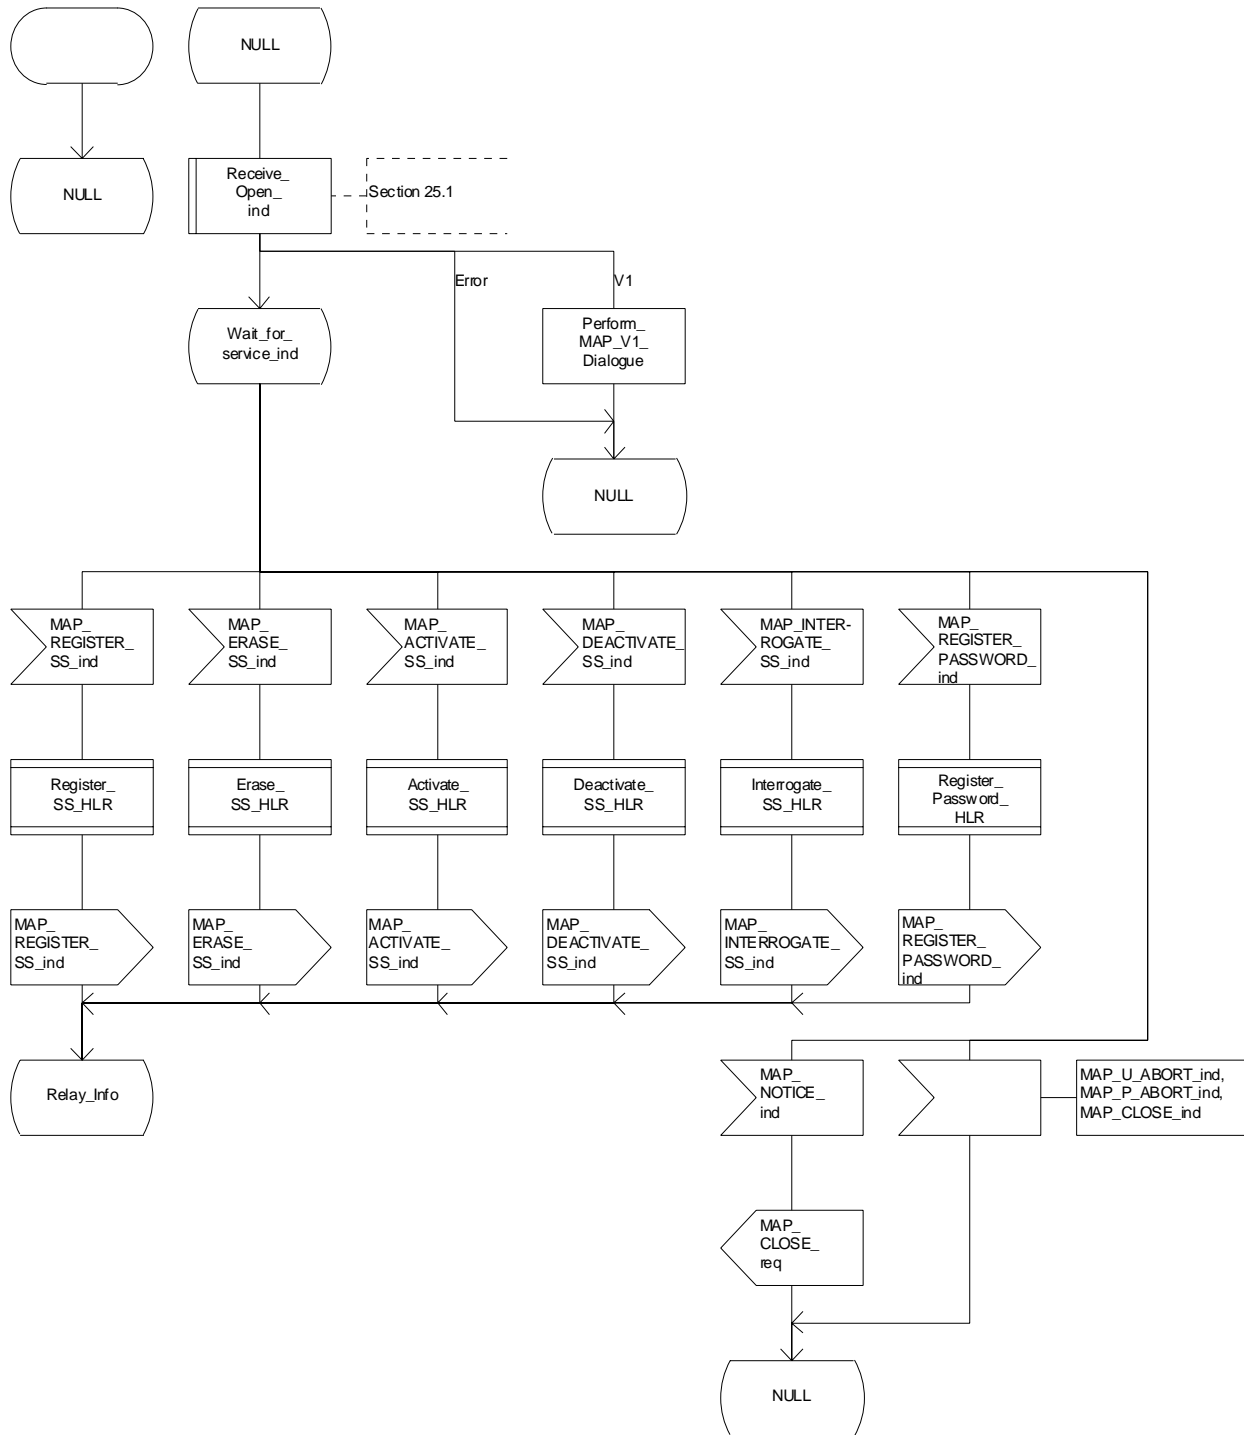 NULL
NULL
Receive_
Open_
ind
Section 25.1
Error
V1
Wait_for_
service_ind
Perform_
MAP_V1_
Dialogue
NULL
MAP_
REGISTER_
SS_ind
MAP_
ERASE_
SS_ind
MAP_
ACTIVATE_
SS_ind
MAP_
DEACTIVATE_
SS_ind
MAP_INTER-
ROGATE_
SS_ind
MAP_
REGISTER_
PASSWORD_
ind
Register_
SS_HLR
Erase_
SS_HLR
Activate_
SS_HLR
Deactivate_
SS_HLR
Interrogate_
SS_HLR
Register_
Password_
HLR
MAP_
REGISTER_
SS_ind
MAP_
ERASE_
SS_ind
MAP_
ACTIVATE_
SS_ind
MAP_
DEACTIVATE_
SS_ind
MAP_
INTERROGATE_
SS_ind
MAP_
REGISTER_
PASSWORD_
ind
Relay_Info
MAP_
NOTICE_
ind
MAP_U_ABORT_ind,
MAP_P_ABORT_ind,
MAP_CLOSE_ind
MAP_
CLOSE_
req
NULL